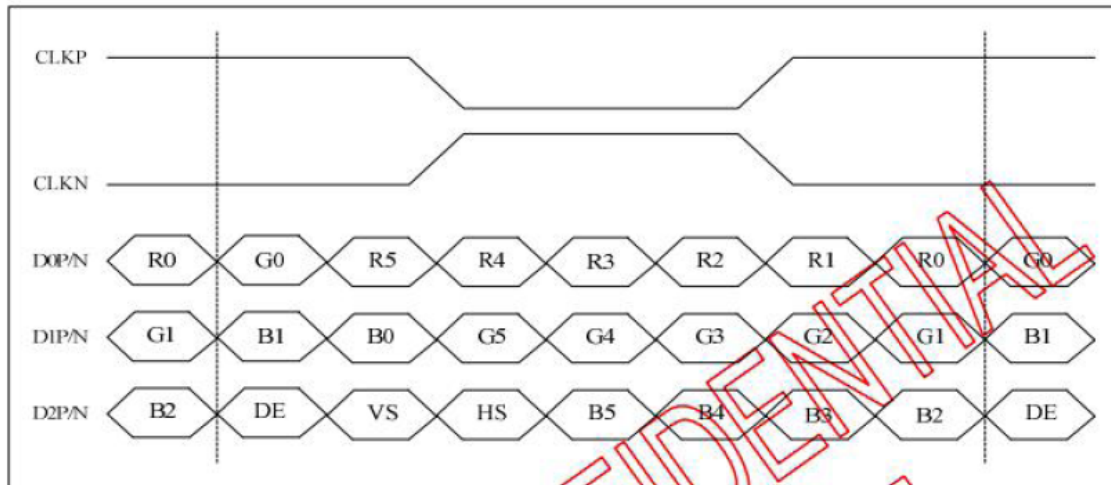 CLKP
CLKN
D0P/N R0 G0 R5 R4 R3 R2 R1 R0 G0
D1P/N G1 B1 B0 G5 G4 G3 G2 G1 B1
D2P/N B2 DE VS HS B5 B4 B3 B2 DE
FIDENTIAL